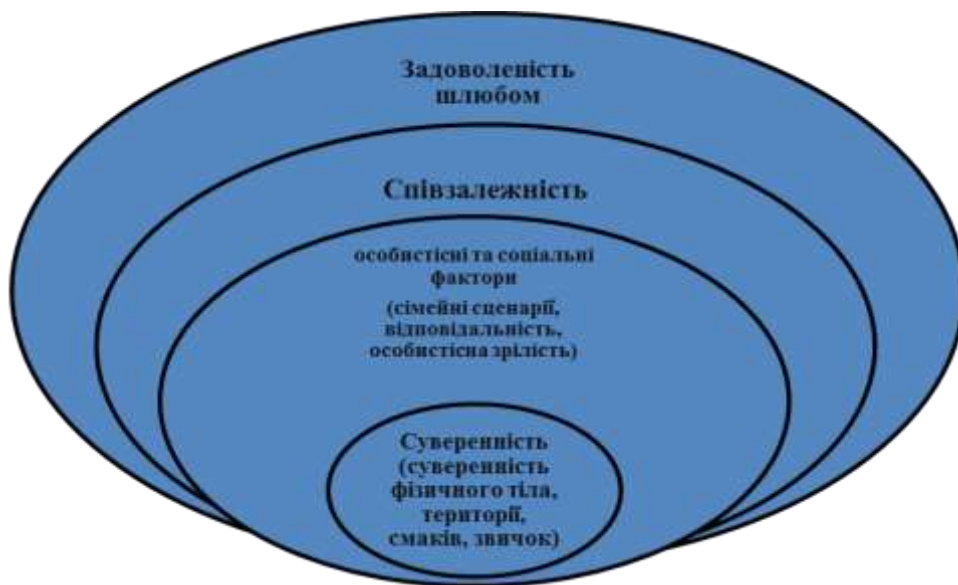 Задоволеність
шлюбом
Співзалежність
особистісні та соціальні
фактори
(сімейні сценарії,
відповідальність,
особистісна зрілість)
Суверенність
(суверенність
фізичного тіла,
території,
смаків, звичок)